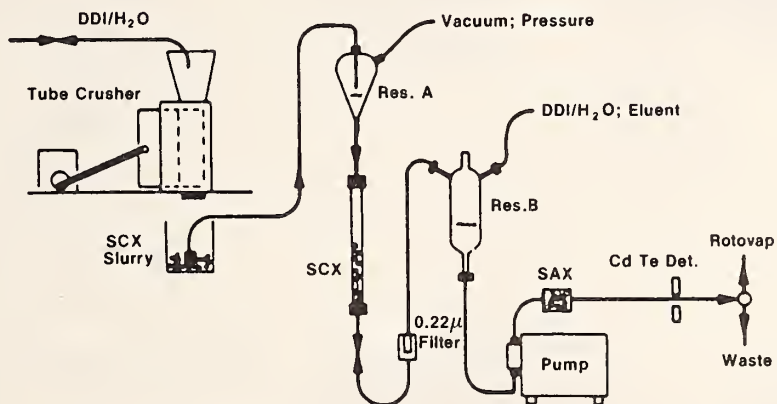 DDI/H₂O
Vacuum; Pressure
Tube Crusher
Res. A
DDI/H₂O; Eluent
Res.B
SCX
Slurry
SCX
0.22μ
Filter
SAX
Cd Te Det.
Rotovap
Pump
Waste